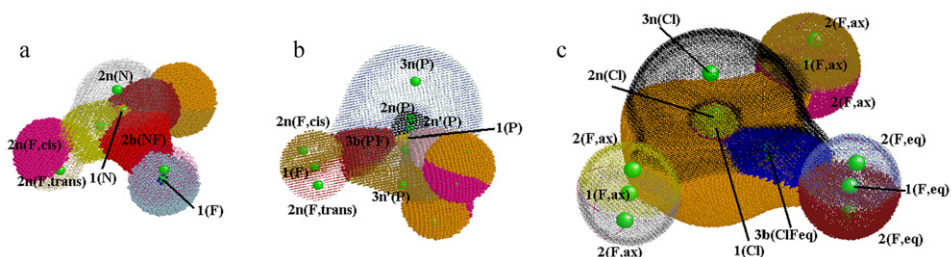 a
2n(N)
2n(F,cis)
2b(NF)
2n(F,trans)
1(N)
1(F)
b
3n(P)
2n(P)
2n'(P)
2n(F,cis)
3b(PF)
1(P)
1(F)
2n(F,trans)
3n'(P)
c
3n(Cl)
2(F,ax)
2n(Cl)
1(F,ax)
2(F,ax)
2(F,ax)
2(F,eq)
1(F,ax)
1(F,eq)
2(F,ax)
3b(ClFeq)
1(Cl)
2(F,eq)